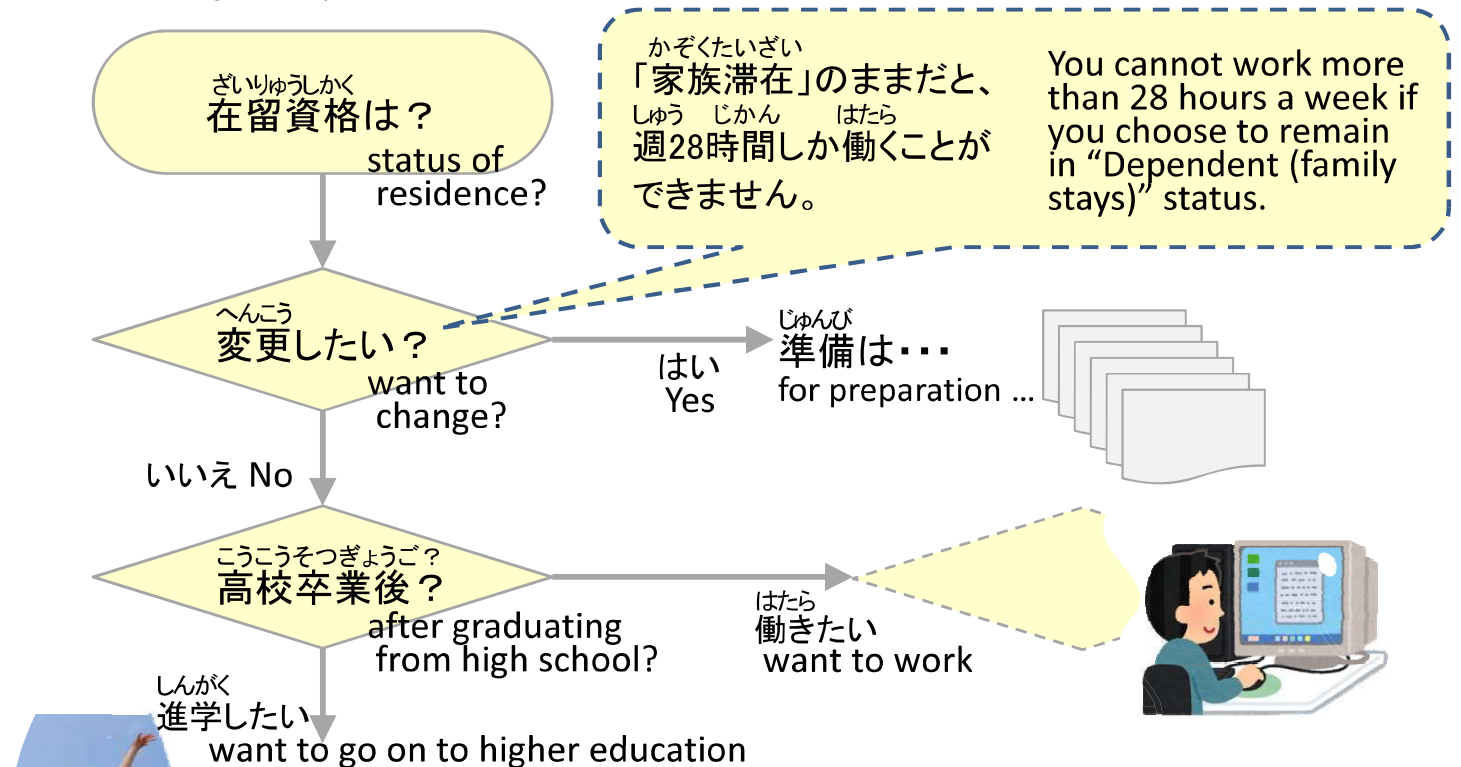 ざいりゅうしかく
在留資格は？
status of
residence?
かぞくたいざい
「家族滞在」のままだと、
しゅう じかん はたら
週28時間しか働くことが
できません。
You cannot work more
than 28 hours a week if
you choose to remain
in “Dependent (family
stays)” status.
へんこう
変更したい？
want to
change?
はい
Yes
じゅんび
準備は・・・
for preparation ...
いいえ No
こうこうそつぎょうご？
高校卒業後？
after graduating
from high school?
はたら
働きたい
want to work
しんがく
進学したい
want to go on to higher education